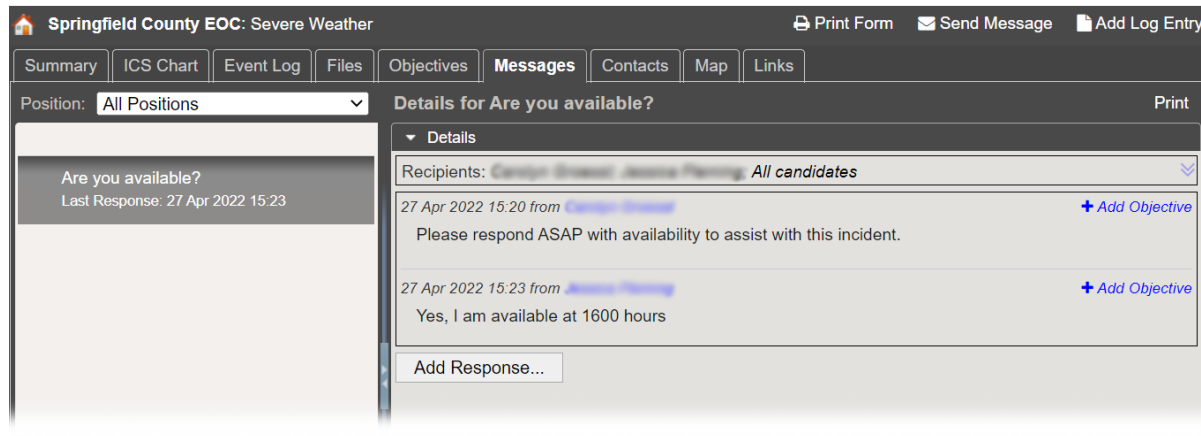 Springfield County EOC: Severe Weather Print Form Send Message Add Log Entry
Summary ICS Chart Event Log Files Objectives Messages Contacts Map Links
Position: All Positions
Details for Are you available? Print
Details
Are you available?
Last Response: 27 Apr 2022 15:23
Recipients: All candidates
27 Apr 2022 15:20 from + Add Objective
Please respond ASAP with availability to assist with this incident.
27 Apr 2022 15:23 from + Add Objective
Yes, I am available at 1600 hours
Add Response...